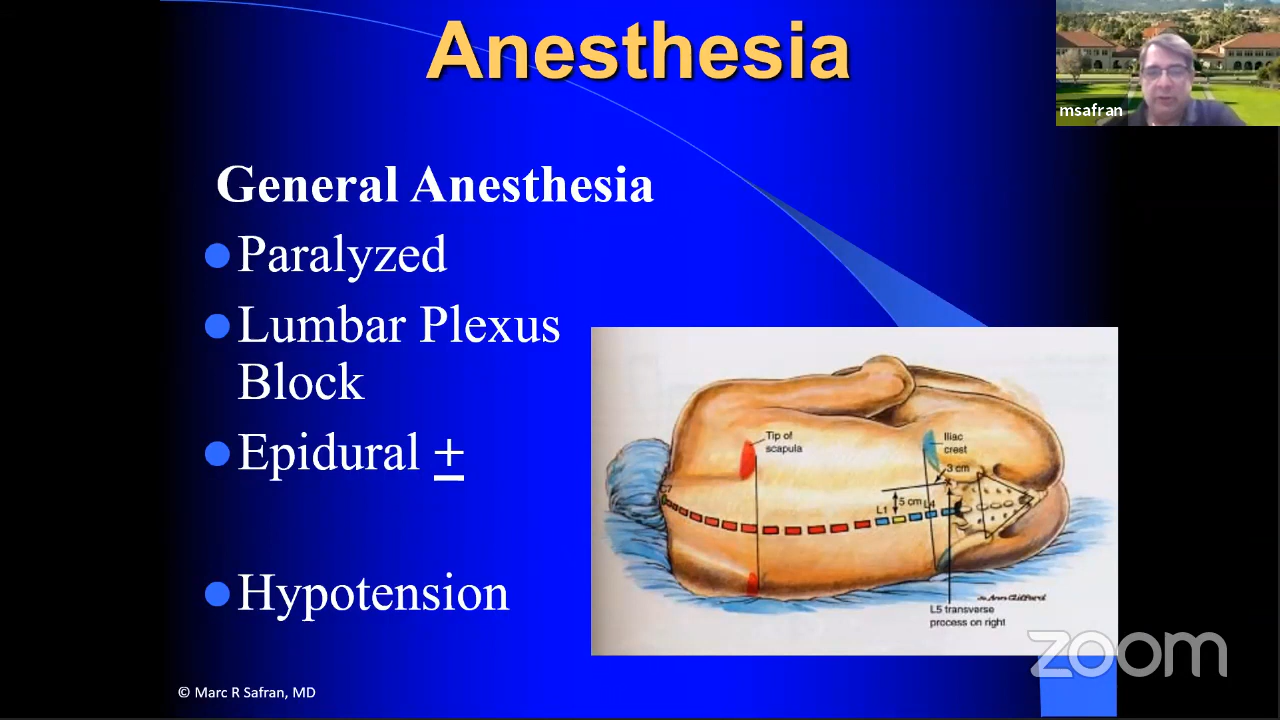 Anesthesia
msafran
General Anesthesia
Paralyzed
Lumbar Plexus
Block
Epidural ±
Hypotension
Tip of
scapula
Iliac
crest
3 cm
5 cm
C7
L1
L4
L5 transverse
process on right
zoom
© Marc R Safran, MD